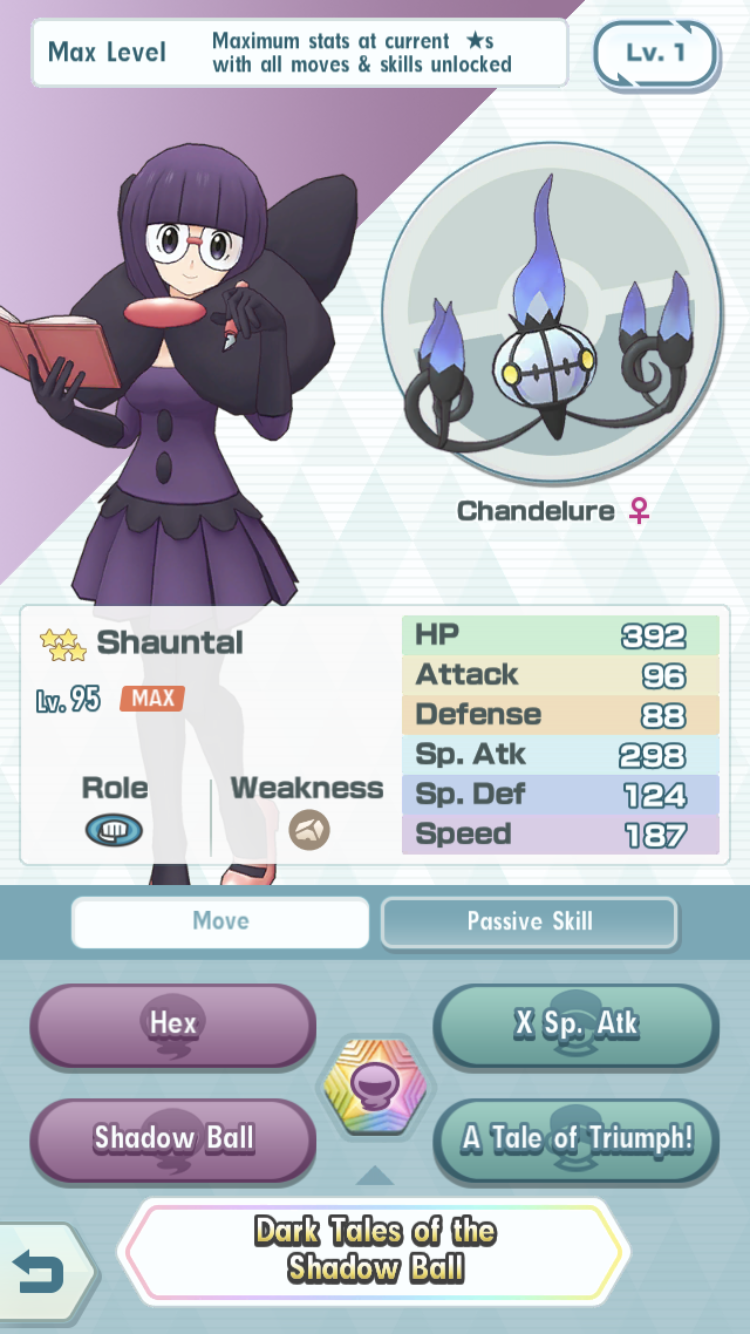 Max Level
Maximum stats at current ★s
with all moves & skills unlocked
Lv. 1
Chandelure ♀
Shauntal
Lv. 95 MAX
Role
Weakness
HP 392
Attack 96
Defense 88
Sp. Atk 298
Sp. Def 124
Speed 187
Move
Passive Skill
Hex
X Sp. Atk
Shadow Ball
A Tale of Triumph!
Dark Tales of the
Shadow Ball